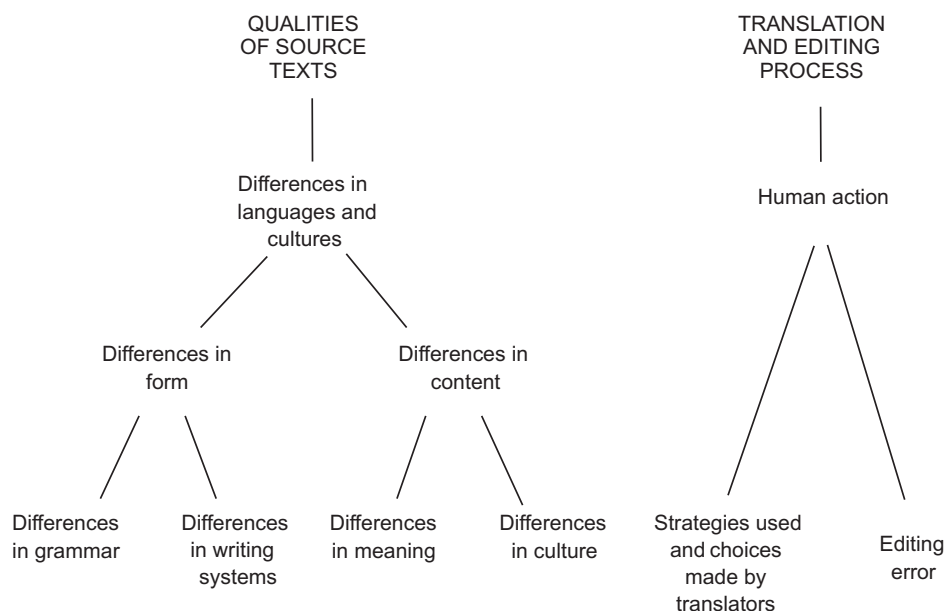 QUALITIES
OF SOURCE
TEXTS
TRANSLATION
AND EDITING
PROCESS
Differences in
languages and
cultures
Human action
Differences in
form
Differences in
content
Differences
in grammar
Differences
in writing
systems
Differences
in meaning
Differences
in culture
Strategies used
and choices
made by
translators
Editing
error